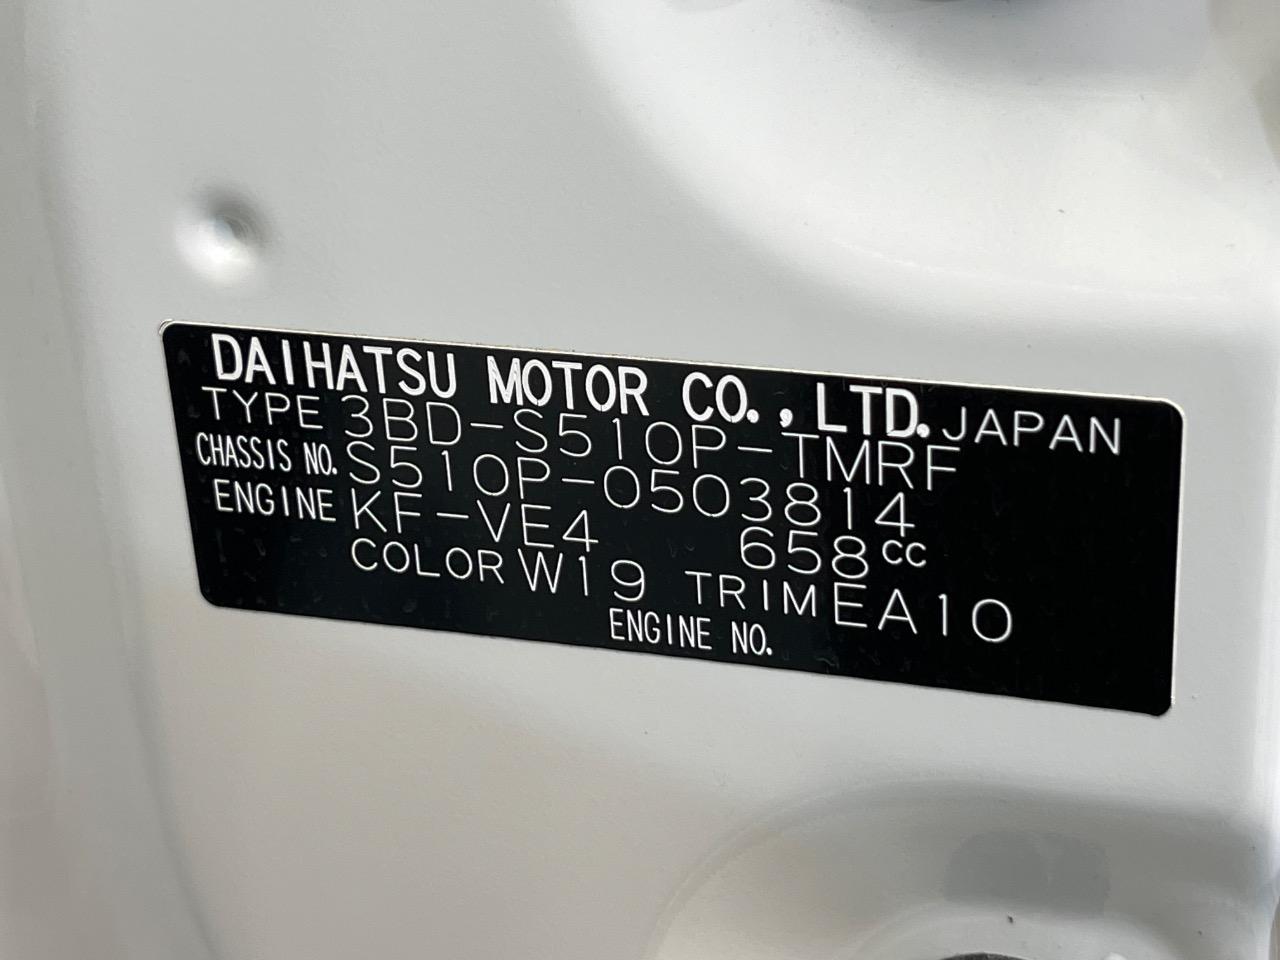 DAIHATSU MOTOR CO.,LTD. JAPAN
TYPE 3BD-S510P-TMRF
CHASSIS NO. S510P-0503814
ENGINE KF-VE4 658cc
COLOR W19 TRIM EA10
ENGINE NO.